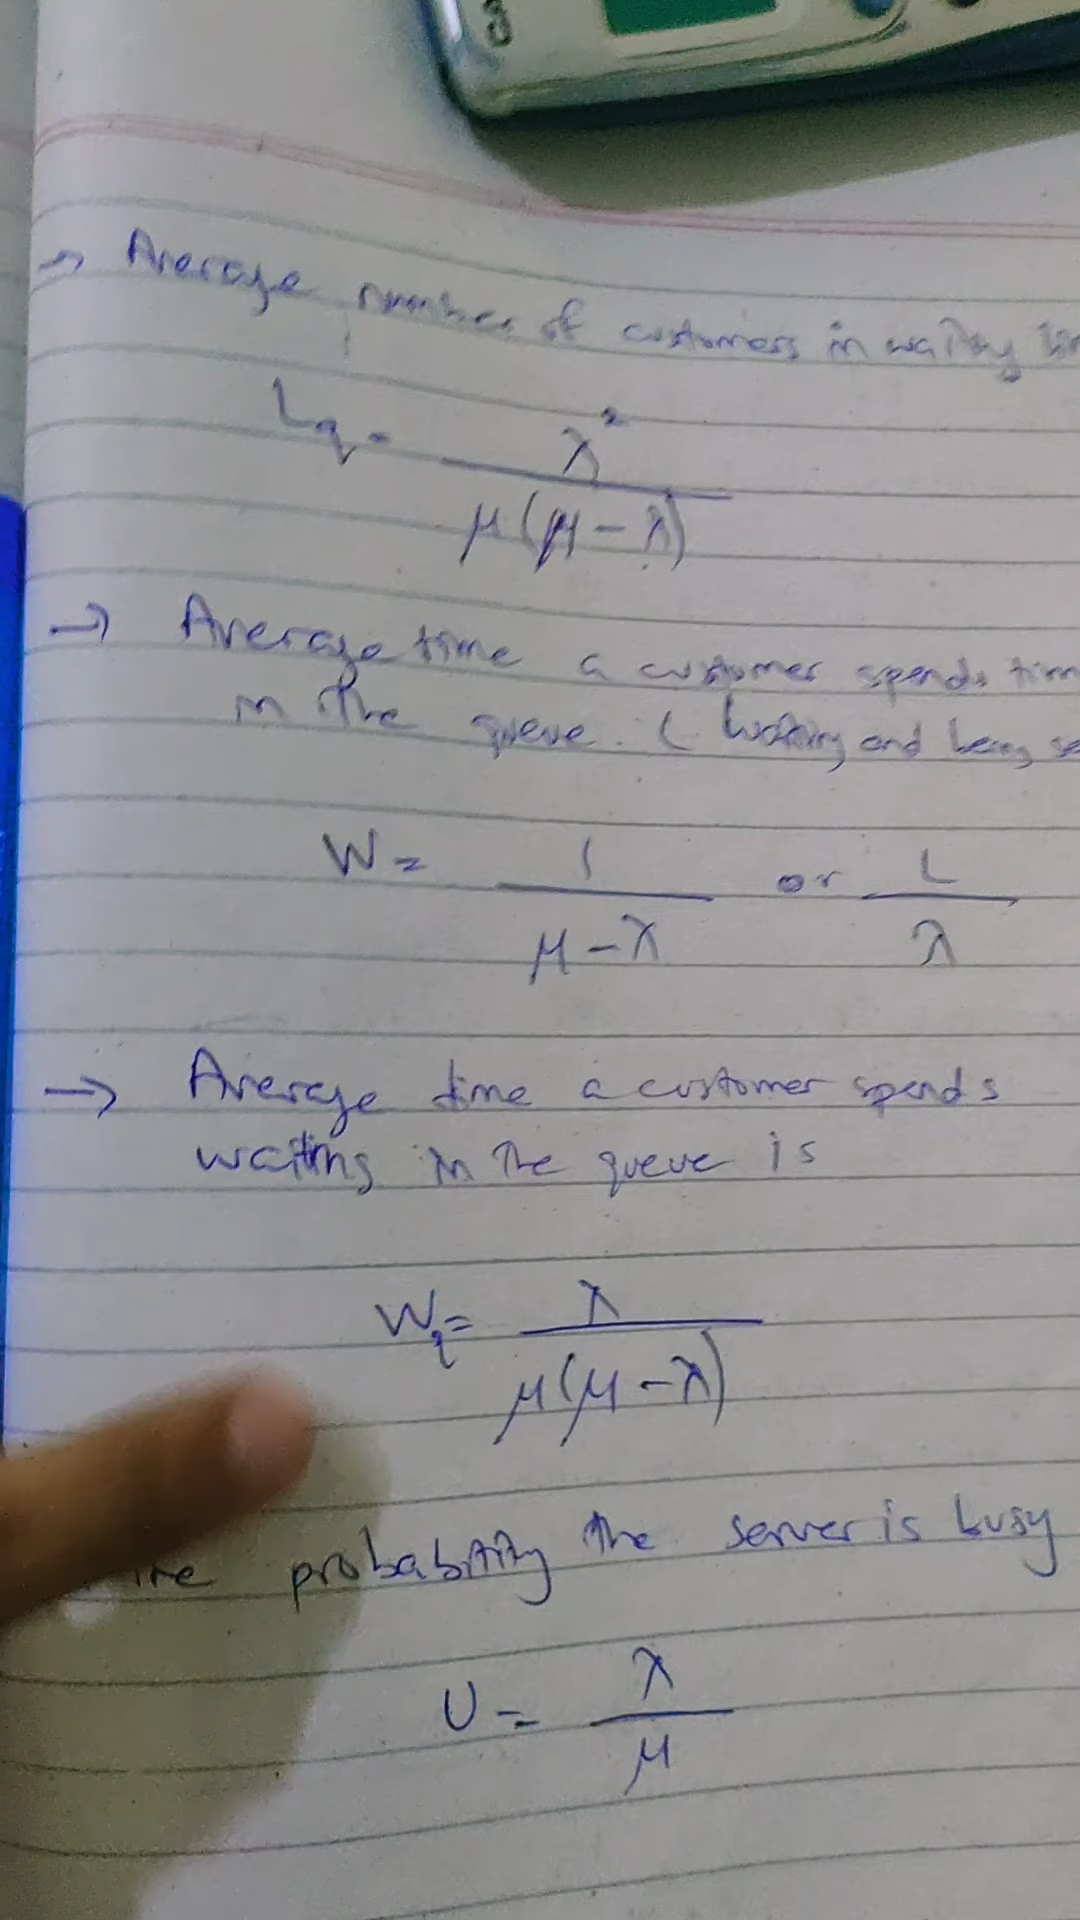 → Average number of customers in waiting
Lq = λ² / μ(μ - λ)
→ Average time a customer spends
in the queue. ( Waiting and being
W = 1 / μ - λ or L / λ
→ Average time a customer spends
waiting in the queue is
Wq = λ / μ(μ - λ)
probability the server is busy
U = λ / μ